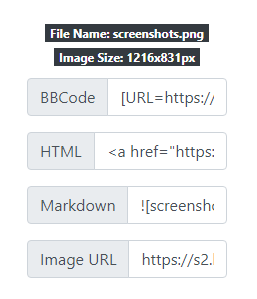 File Name: screenshots.png
Image Size: 1216x831px
BBCode [URL=https://
HTML <a href="https:
Markdown ![screensho
Image URL https://s2.